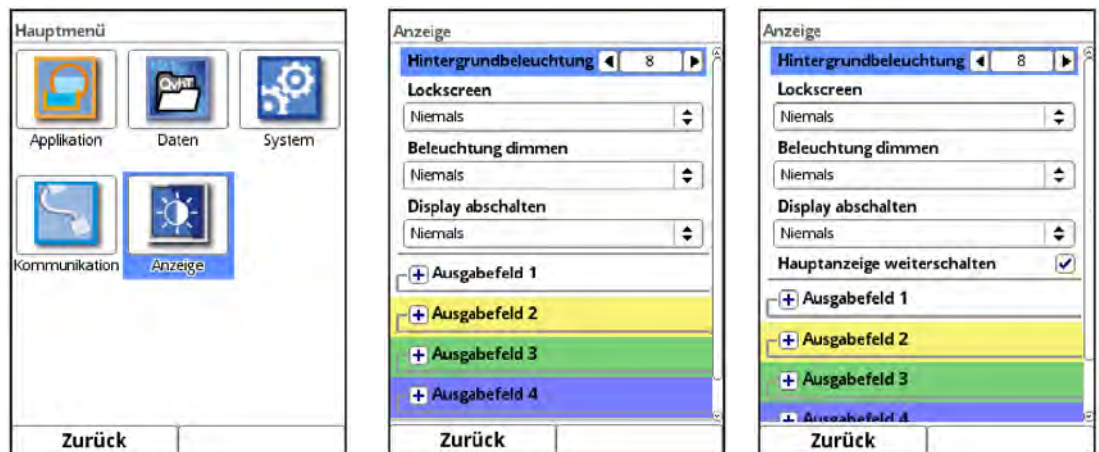 Hauptmenü
Applikation
Daten
System
Kommunikation
Anzeige
Zurück
Anzeige
Hintergrundbeleuchtung 8
Lockscreen
Niemals
Beleuchtung dimmen
Niemals
Display abschalten
Niemals
Ausgabefeld 1
Ausgabefeld 2
Ausgabefeld 3
Ausgabefeld 4
Zurück
Anzeige
Hintergrundbeleuchtung 8
Lockscreen
Niemals
Beleuchtung dimmen
Niemals
Display abschalten
Niemals
Hauptanzeige weiterschalten
Ausgabefeld 1
Ausgabefeld 2
Ausgabefeld 3
Ausgabefeld 4
Zurück